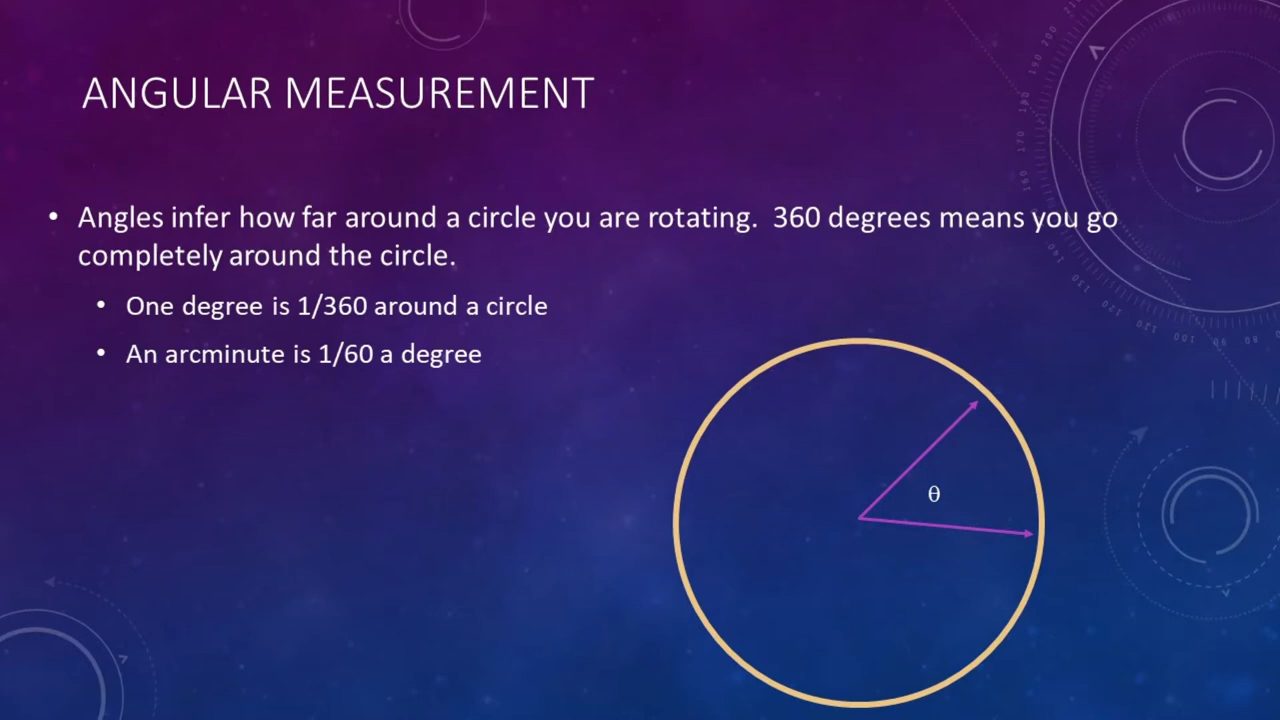 ANGULAR MEASUREMENT
• Angles infer how far around a circle you are rotating.  360 degrees means you go
completely around the circle.
• One degree is 1/360 around a circle
• An arcminute is 1/60 a degree
θ